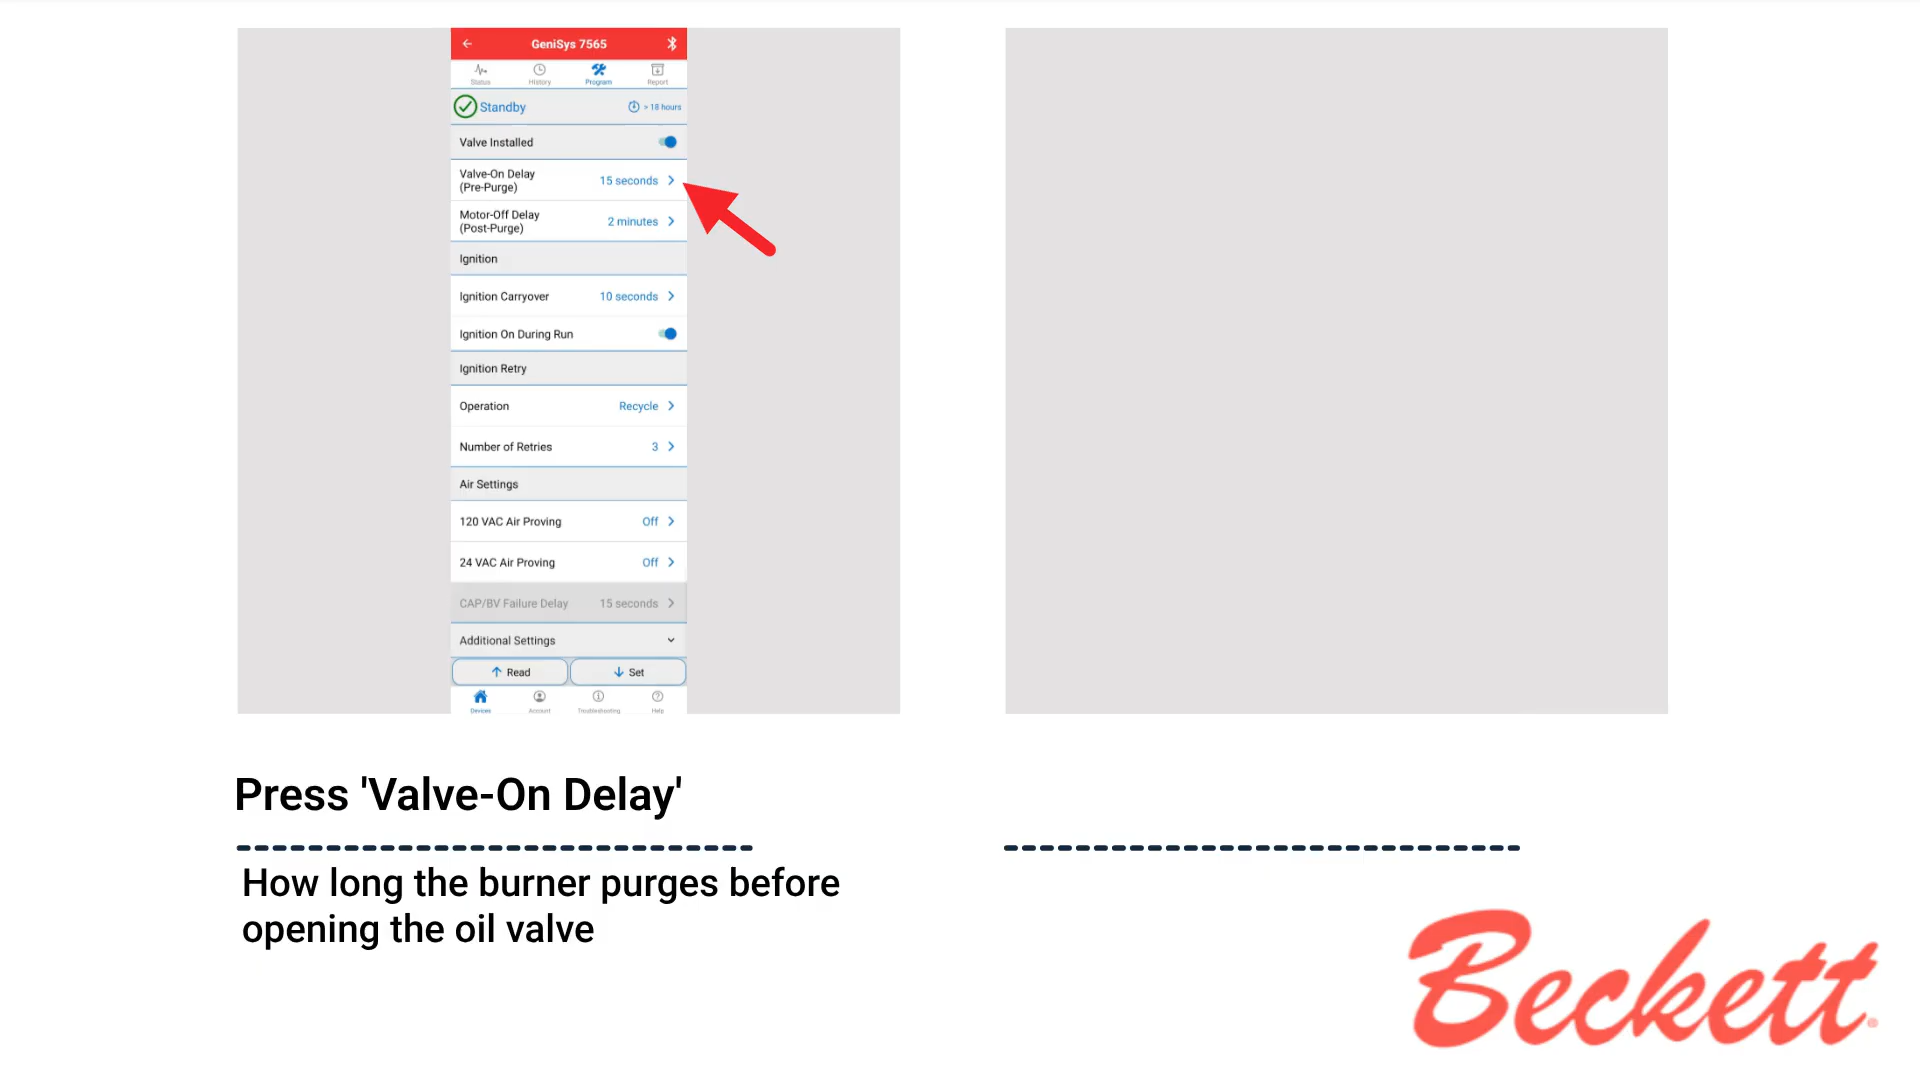 GeniSys 7565
Status
History
Program
Report
Standby
> 18 hours
Valve Installed
Valve-On Delay
(Pre-Purge)
15 seconds
Motor-Off Delay
(Post-Purge)
2 minutes
Ignition
Ignition Carryover
10 seconds
Ignition On During Run
Ignition Retry
Operation
Recycle
Number of Retries
3
Air Settings
120 VAC Air Proving
Off
24 VAC Air Proving
Off
CAP/BV Failure Delay
15 seconds
Additional Settings
Read
Set
Devices
Account
Troubleshooting
Help
Press 'Valve-On Delay'
How long the burner purges before
opening the oil valve
Beckett